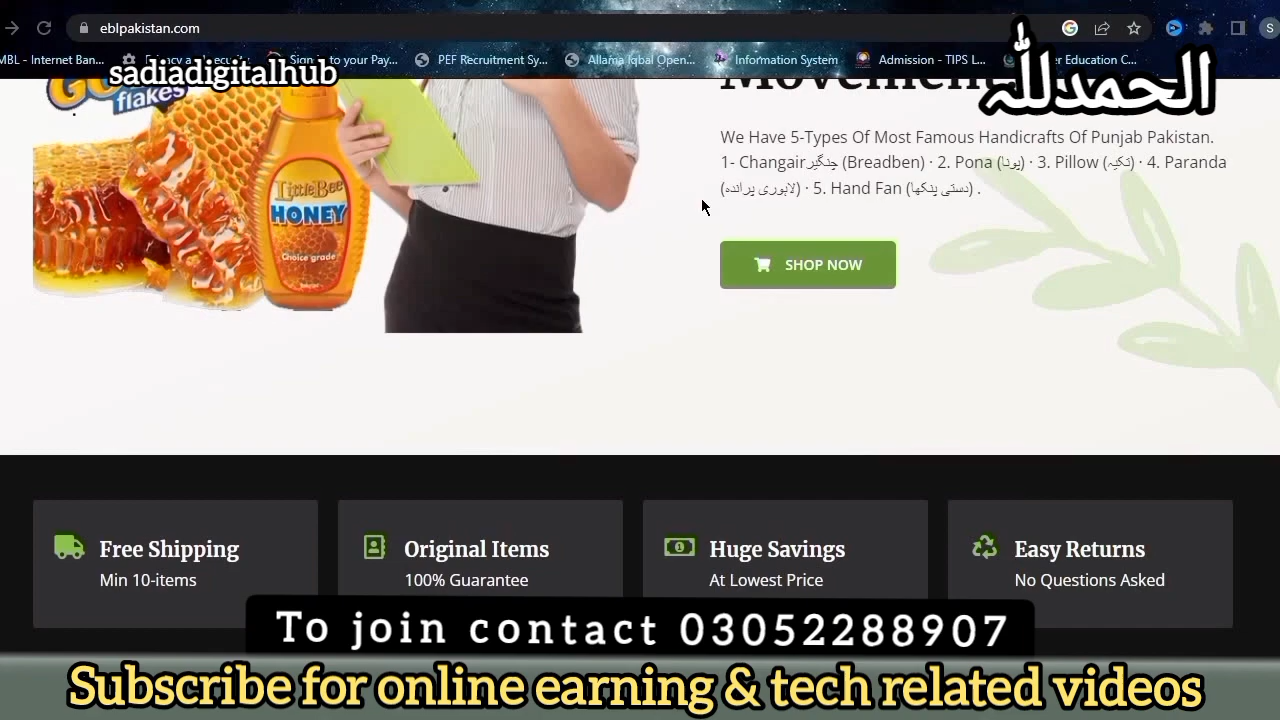 eblpakistan.com
MBL - Internet Ban...
Sign to your Pay...
PEF Recruitment Sy...
Allama Iqbal Open...
Information System
Admission - TIPS L...
Education C...
sadiadigitalhub
الحمدللّٰہ
flakes
Movement
We Have 5-Types Of Most Famous Handicrafts Of Punjab Pakistan.
1- Changair چنگیر (Breadben) · 2. Pona (پونا) · 3. Pillow (تکیہ) · 4. Paranda
(لاہوری پراندہ) · 5. Hand Fan (دستی پنکھا) .
LittleBee
HONEY
Choice grade
SHOP NOW
Free Shipping
Min 10-items
Original Items
100% Guarantee
Huge Savings
At Lowest Price
Easy Returns
No Questions Asked
To join contact 03052288907
Subscribe for online earning & tech related videos